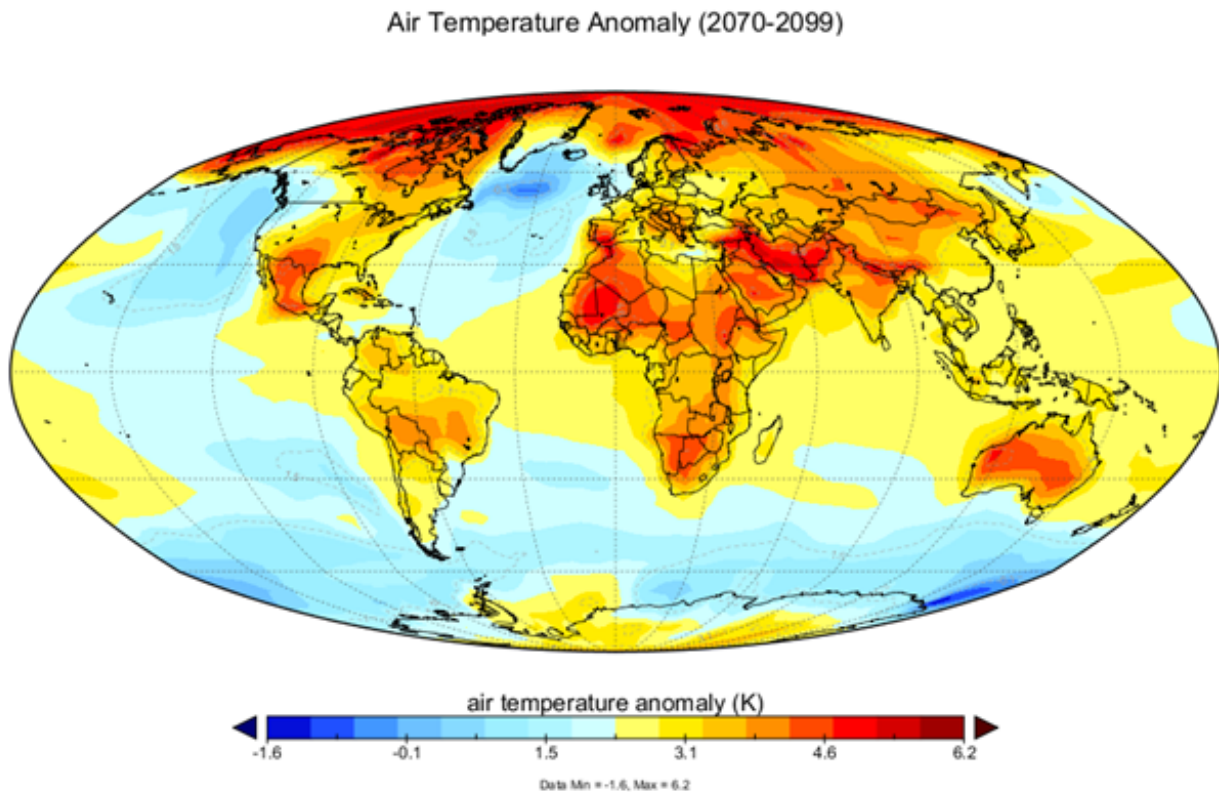 Air Temperature Anomaly (2070-2099)
air temperature anomaly (K)
-1.6 -0.1 1.5 3.1 4.6 6.2
Data Min = -1.6, Max = 6.2